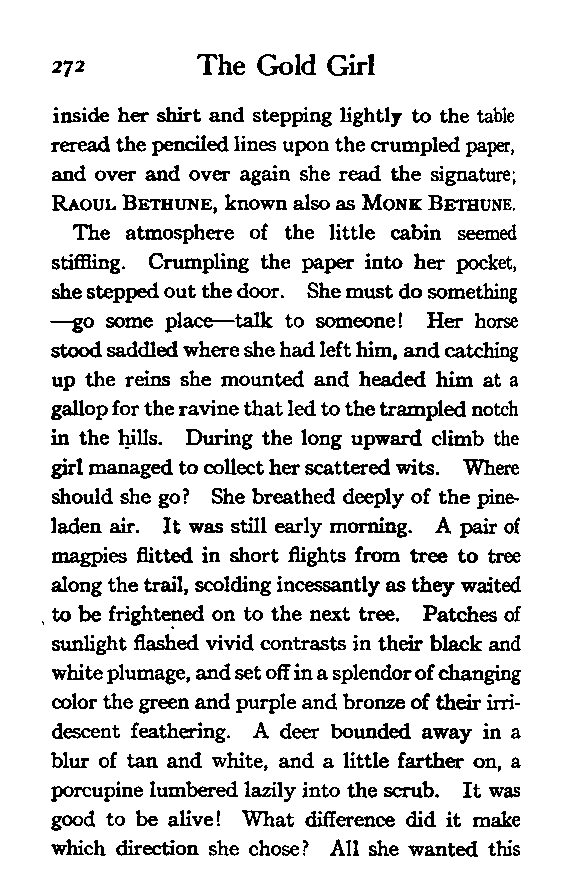 272 The Gold Girl
inside her shirt and stepping lightly to the table
reread the penciled lines upon the crumpled paper,
and over and over again she read the signature;
RAOUL BETHUNE, known also as MONK BETHUNE.
The atmosphere of the little cabin seemed
stiffling. Crumpling the paper into her pocket,
she stepped out the door. She must do something
—go some place—talk to someone! Her horse
stood saddled where she had left him, and catching
up the reins she mounted and headed him at a
gallop for the ravine that led to the trampled notch
in the hills. During the long upward climb the
girl managed to collect her scattered wits. Where
should she go? She breathed deeply of the pine-
laden air. It was still early morning. A pair of
magpies flitted in short flights from tree to tree
along the trail, scolding incessantly as they waited
to be frightened on to the next tree. Patches of
sunlight flashed vivid contrasts in their black and
white plumage, and set off in a splendor of changing
color the green and purple and bronze of their irri-
descent feathering. A deer bounded away in a
blur of tan and white, and a little farther on, a
porcupine lumbered lazily into the scrub. It was
good to be alive! What difference did it make
which direction she chose? All she wanted this